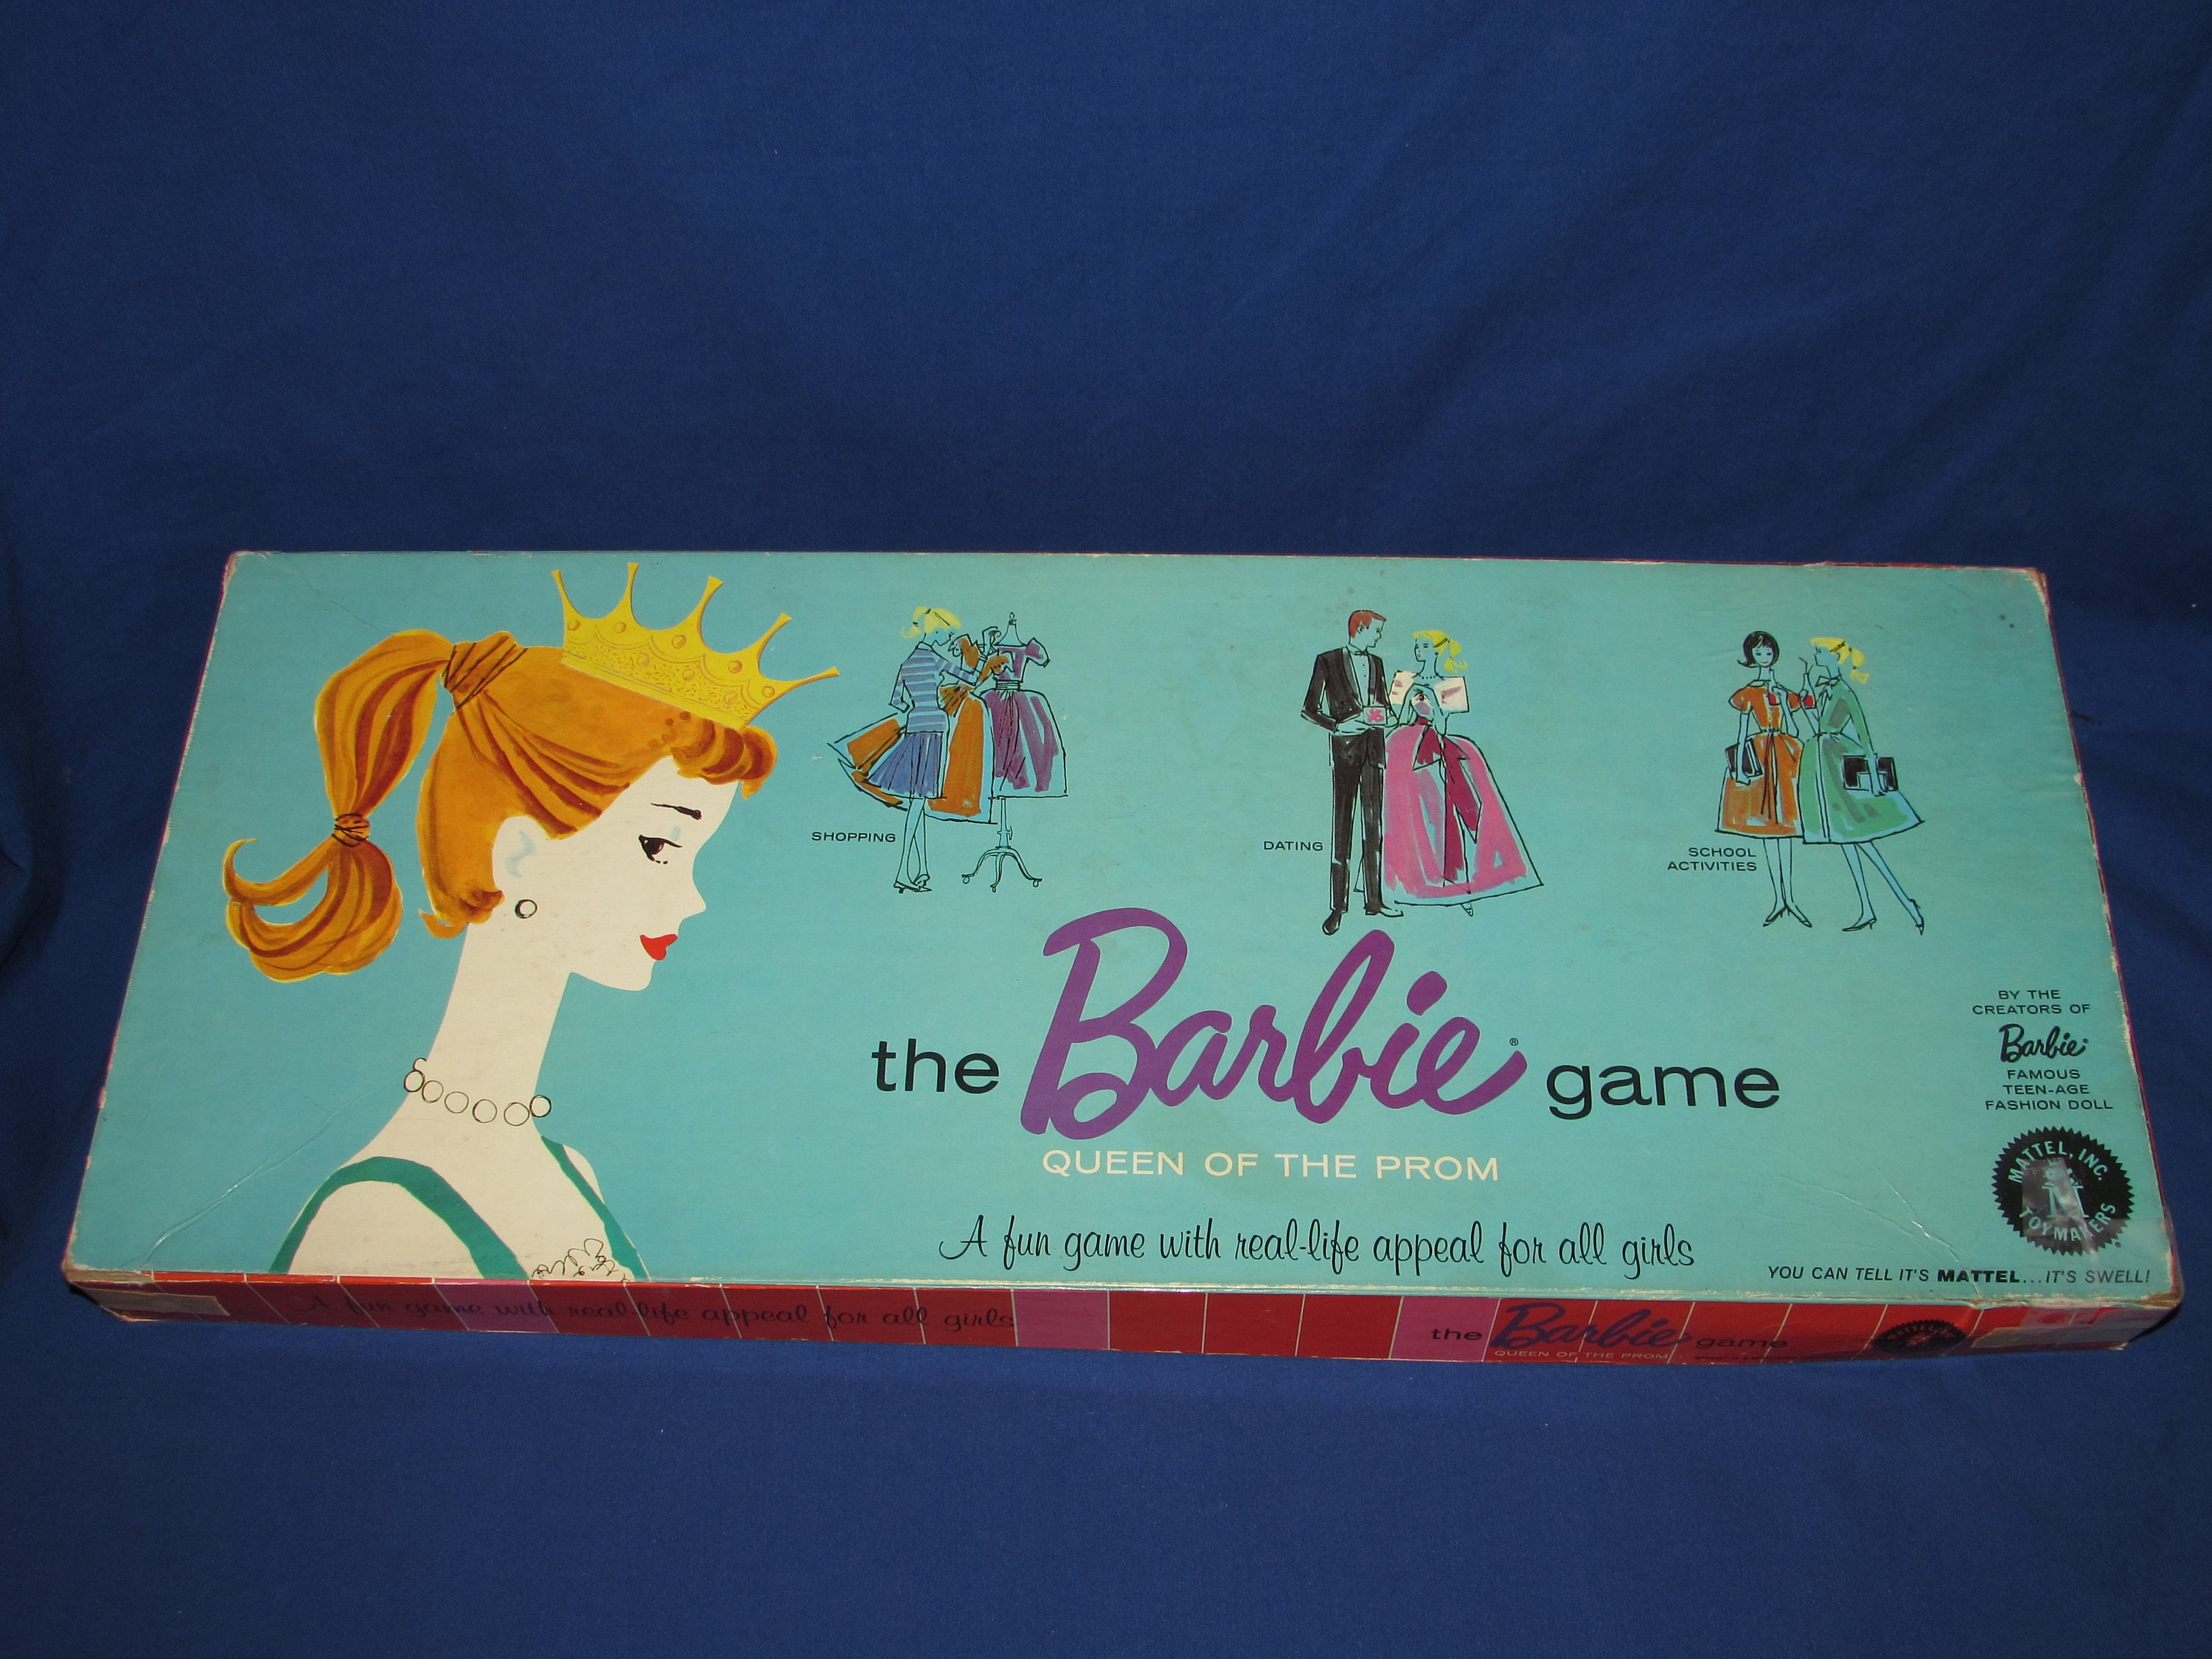 SHOPPING
DATING
SCHOOL
ACTIVITIES
the Barbie® game
QUEEN OF THE PROM
A fun game with real-life appeal for all girls
BY THE
CREATORS OF
Barbie®
FAMOUS
TEEN-AGE
FASHION DOLL
MATTEL, INC.
M
TOYMAKERS
YOU CAN TELL IT'S MATTEL...IT'S SWELL!
A fun game with real-life appeal for all girls
the Barbie game
QUEEN OF THE PROM